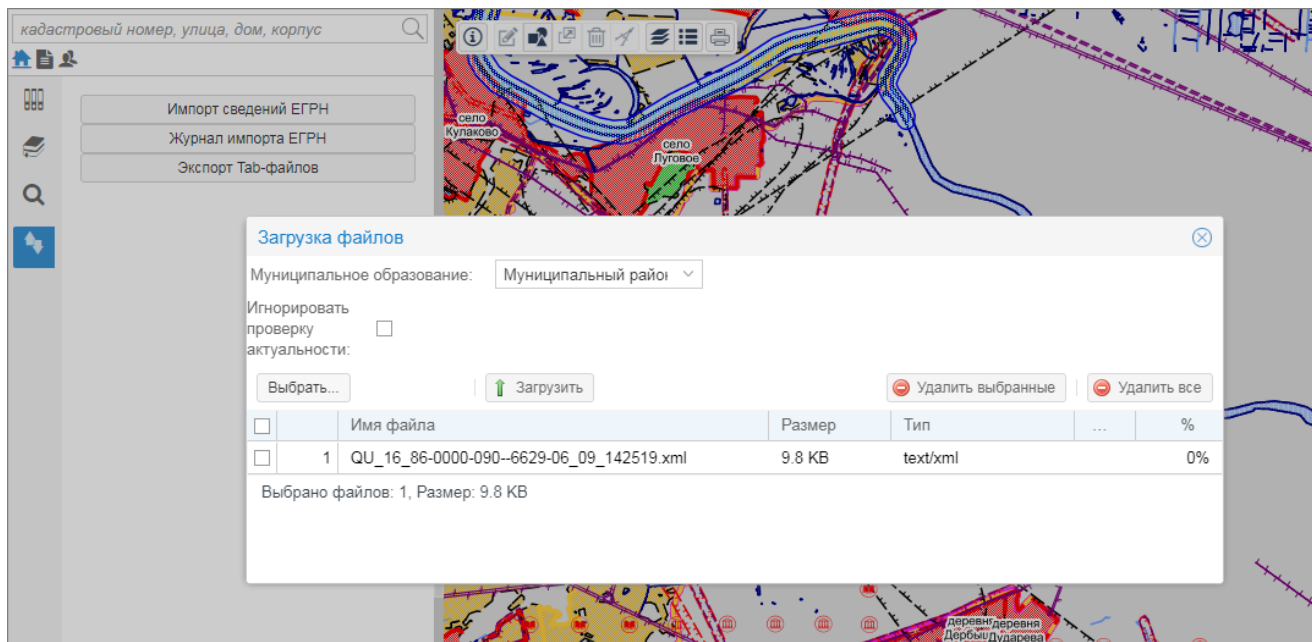 кадастровый номер, улица, дом, корпус
Импорт сведений ЕГРН
Журнал импорта ЕГРН
Экспорт Tab-файлов
село
Кулаково
село
Луговое
Загрузка файлов
Муниципальное образование: Муниципальный район
Игнорировать
проверку
актуальности:
Выбрать... Загрузить Удалить выбранные Удалить все
Имя файла Размер Тип ... %
1 QU_16_86-0000-090--6629-06_09_142519.xml 9.8 KB text/xml 0%
Выбрано файлов: 1, Размер: 9.8 KB
деревня деревня
Дударева